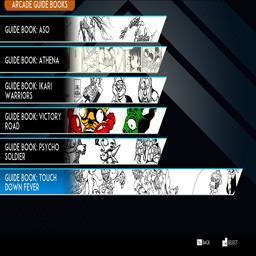 ARCADE GUIDE BOOKS
GUIDE BOOK: ASO
GUIDE BOOK: ATHENA
GUIDE BOOK: IKARI
WARRIORS
GUIDE BOOK: VICTORY
ROAD
GUIDE BOOK: PSYCHO
SOLDIER
GUIDE BOOK: TOUCH
DOWN FEVER
BACK SELECT